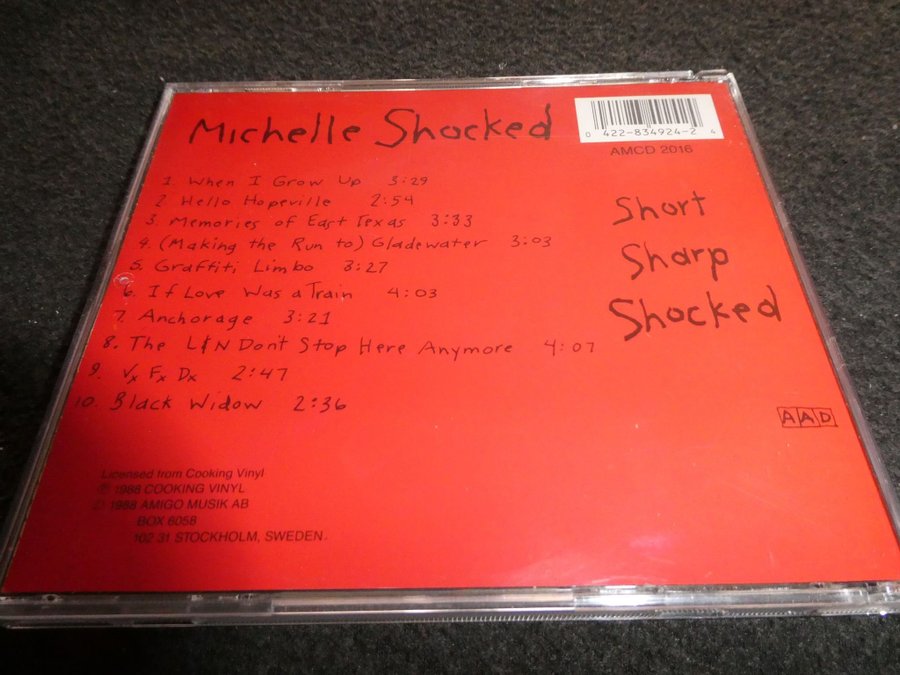 Michelle Shocked
0 422-834924-2 4
AMCD 2016
1. When I Grow Up 3:29
2 Hello Hopeville 2:54
3. Memories of East Texas 3:33
4. (Making the Run to) Gladewater 3:03
5. Graffiti Limbo 3:27
6. If Love Was a Train 4:03
7. Anchorage 3:21
8. The L&N Don't Stop Here Anymore 4:07
9. Vx Fx Dx 2:47
10. Black Widow 2:36
Short
Sharp
Shocked
AAD
Licensed from Cooking Vinyl
℗ 1988 COOKING VINYL
© 1988 AMIGO MUSIK AB
BOX 6058
102 31 STOCKHOLM, SWEDEN